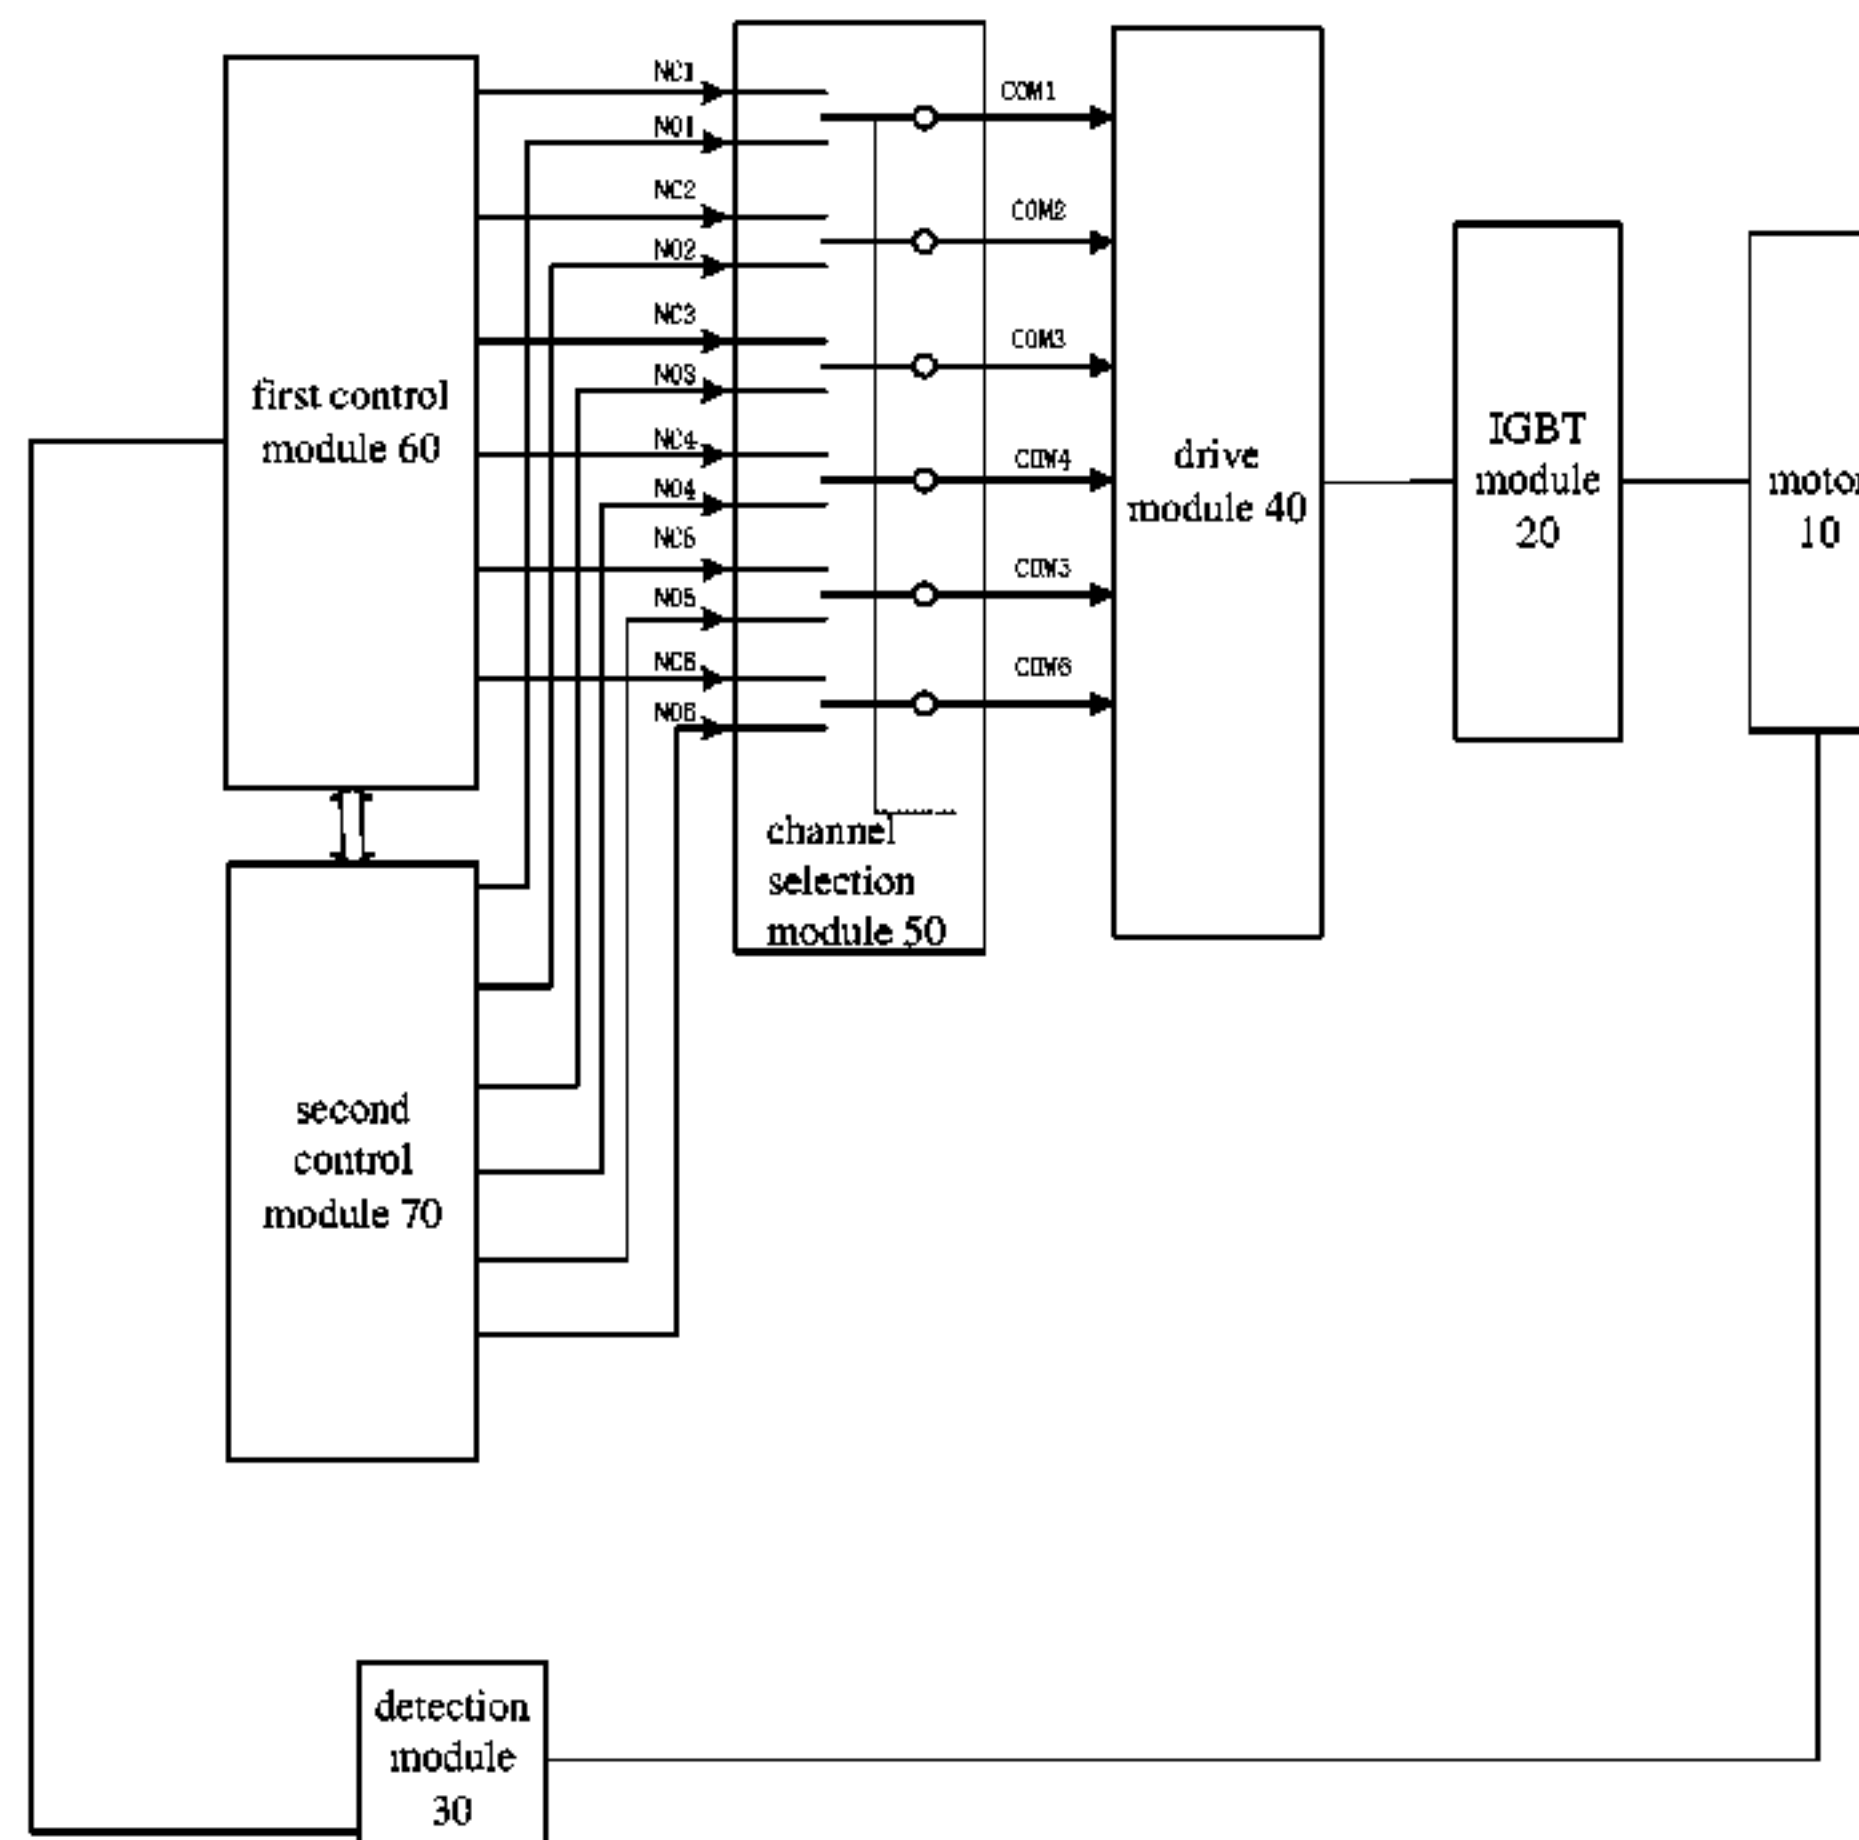 NC1
NO1
NC2
NO2
NC3
NO3
NC4
NO4
NC5
NO5
NC6
NO6
COM1
COM2
COM3
COM4
COM5
COM6
first control
module 60
second
control
module 70
channel
selection
module 50
drive
module 40
IGBT
module
20
motor
10
detection
module
30